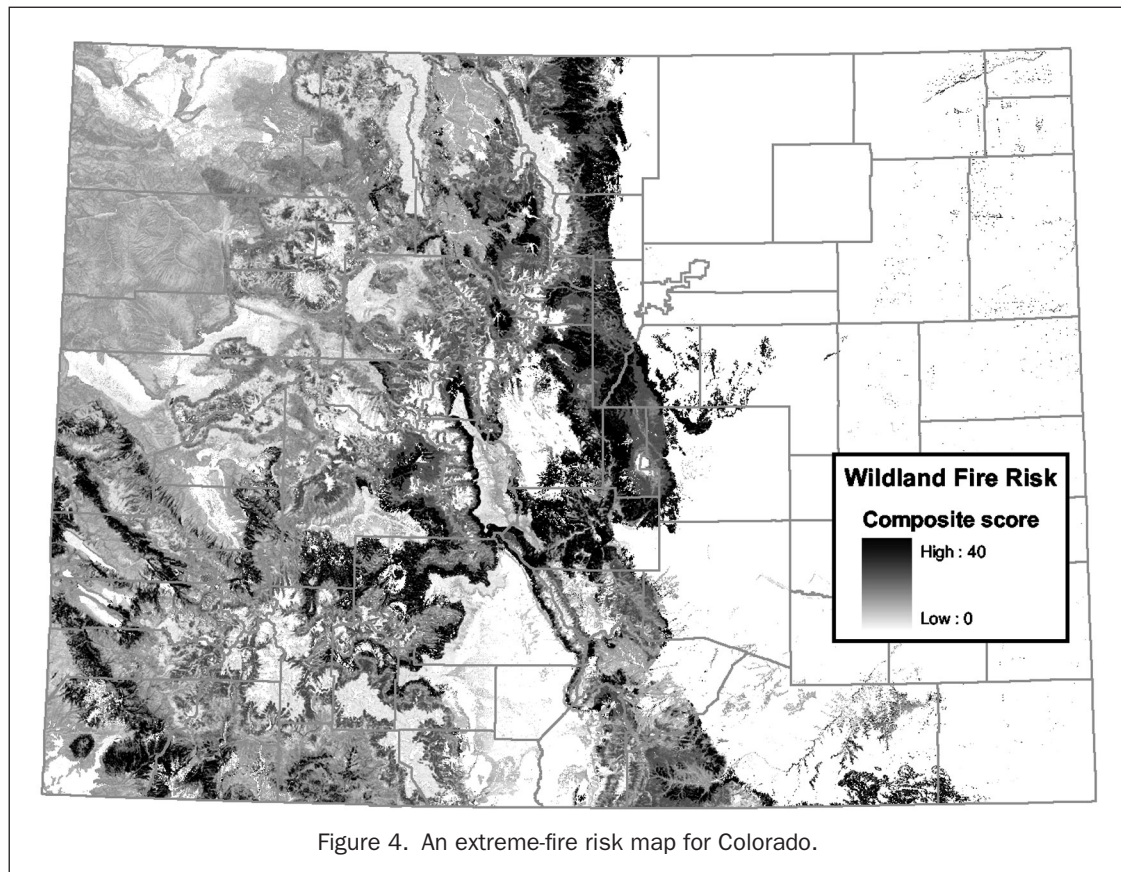 Wildland Fire Risk
Composite score
High : 40
Low : 0
Figure 4. An extreme-fire risk map for Colorado.